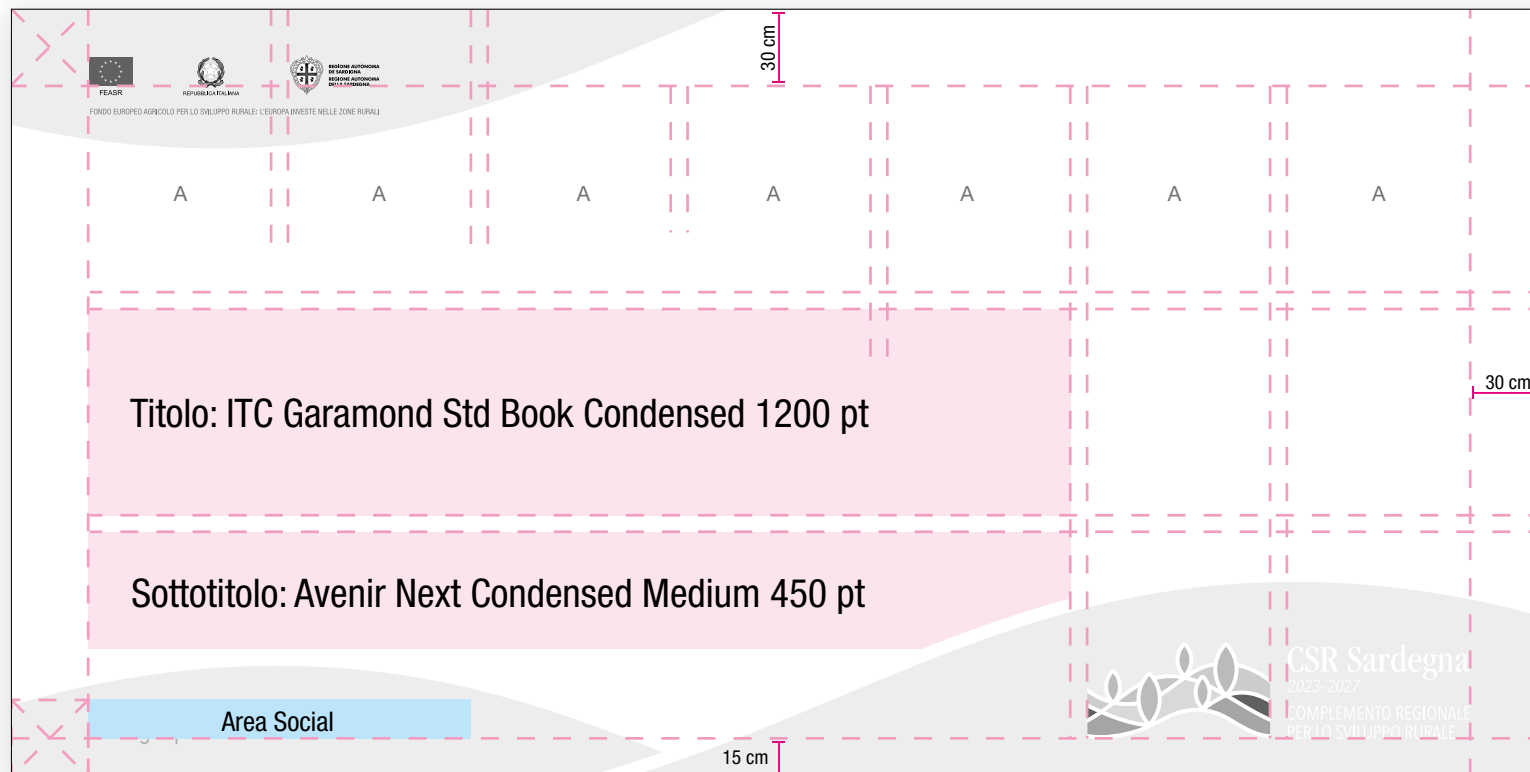 30 cm
REGIONE AUTÒNOMA
DE SARDIGNA
REGIONE AUTONOMA
DELLA SARDEGNA
FEASR
REPUBBLICA ITALIANA
FONDO EUROPEO AGRICOLO PER LO SVILUPPO RURALE: L'EUROPA INVESTE NELLE ZONE RURALI
A A A A A A A
30 cm
Titolo: ITC Garamond Std Book Condensed 1200 pt
Sottotitolo: Avenir Next Condensed Medium 450 pt
CSR Sardegna
2023-2027
COMPLEMENTO REGIONALE
PER LO SVILUPPO RURALE
Area Social
15 cm